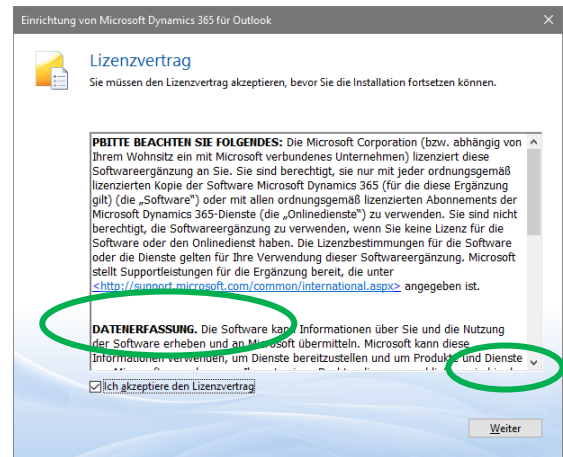 Einrichtung von Microsoft Dynamics 365 für Outlook
Lizenzvertrag
Sie müssen den Lizenzvertrag akzeptieren, bevor Sie die Installation fortsetzen können.
PBITTE BEACHTEN SIE FOLGENDES: Die Microsoft Corporation (bzw. abhängig von
Ihrem Wohnsitz ein mit Microsoft verbundenes Unternehmen) lizenziert diese
Softwareergänzung an Sie. Sie sind berechtigt, sie nur mit jeder ordnungsgemäß
lizenzierten Kopie der Software Microsoft Dynamics 365 (für die diese Ergänzung
gilt) (die „Software") oder mit allen ordnungsgemäß lizenzierten Abonnements der
Microsoft Dynamics 365-Dienste (die „Onlinedienste") zu verwenden. Sie sind nicht
berechtigt, die Softwareergänzung zu verwenden, wenn Sie keine Lizenz für die
Software oder den Onlinedienst haben. Die Lizenzbestimmungen für die Software
oder die Dienste gelten für Ihre Verwendung dieser Softwareergänzung. Microsoft
stellt Supportleistungen für die Ergänzung bereit, die unter
<http://support.microsoft.com/common/international.aspx> angegeben ist.
DATENERFASSUNG. Die Software kann Informationen über Sie und die Nutzung
der Software erheben und an Microsoft übermitteln. Microsoft kann diese
Informationen verwenden, um Dienste bereitzustellen und um Produkte und Dienste
Ich akzeptiere den Lizenzvertrag
Weiter